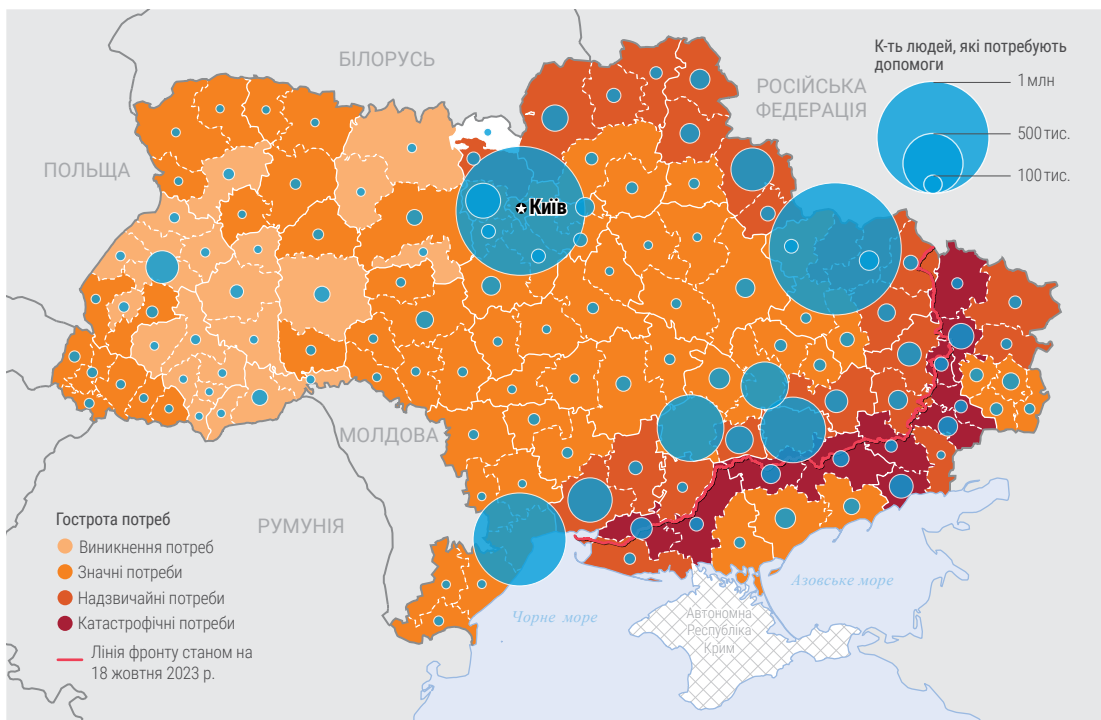 БІЛОРУСЬ
К-ть людей, які потребують
допомоги
1 млн
РОСІЙСЬКА
ФЕДЕРАЦІЯ
500 тис.
ПОЛЬЩА
100 тис.
Київ
МОЛДОВА
РУМУНІЯ
Гострота потреб
Виникнення потреб
Значні потреби
Надзвичайні потреби
Катастрофічні потреби
Лінія фронту станом на
18 жовтня 2023 р.
Чорне море
Азовське море
Автономна
Республіка
Крим